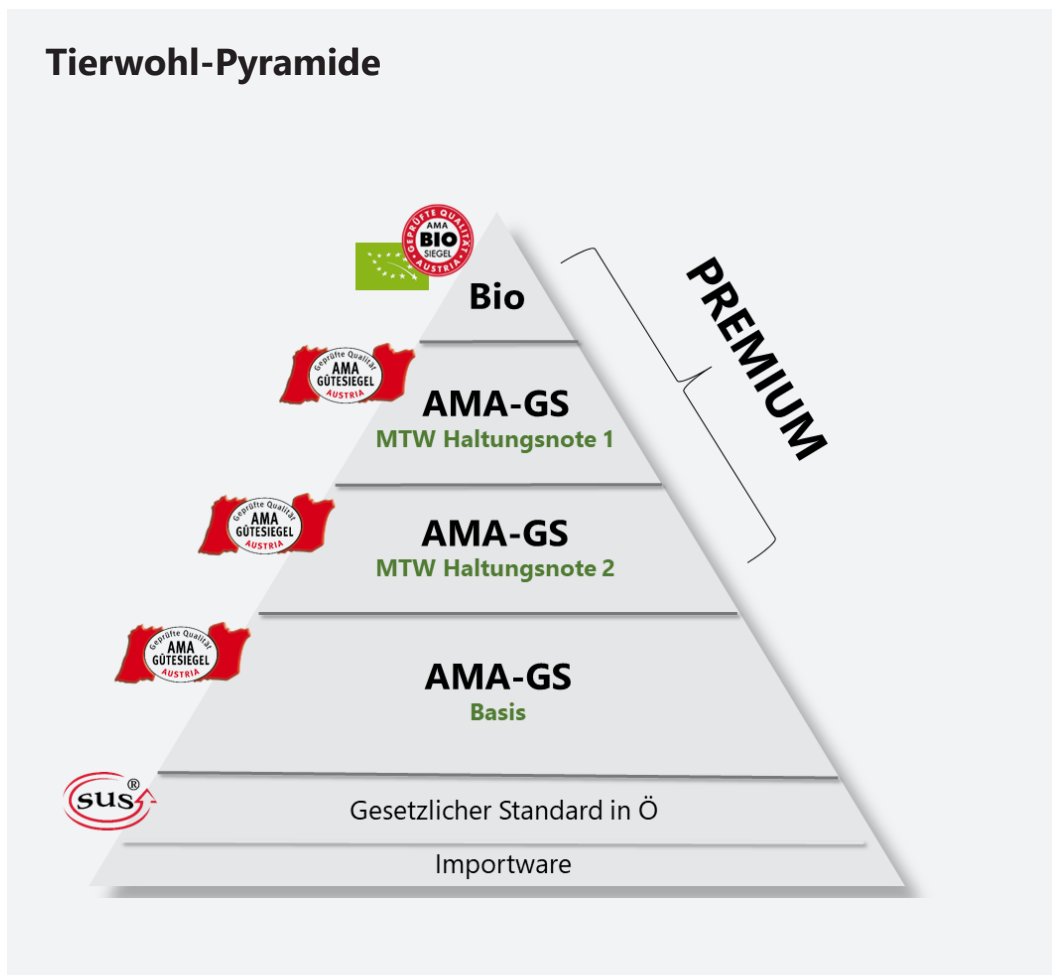 Tierwohl-Pyramide
GEPRÜFTE QUALITÄT
AMA
BIO
SIEGEL
AUSTRIA
Bio
PREMIUM
Geprüfte Qualität
AMA
GÜTESIEGEL
AUSTRIA
AMA-GS
MTW Haltungsnote 1
Geprüfte Qualität
AMA
GÜTESIEGEL
AUSTRIA
AMA-GS
MTW Haltungsnote 2
Geprüfte Qualität
AMA
GÜTESIEGEL
AUSTRIA
AMA-GS
Basis
sus®
Gesetzlicher Standard in Ö
Importware